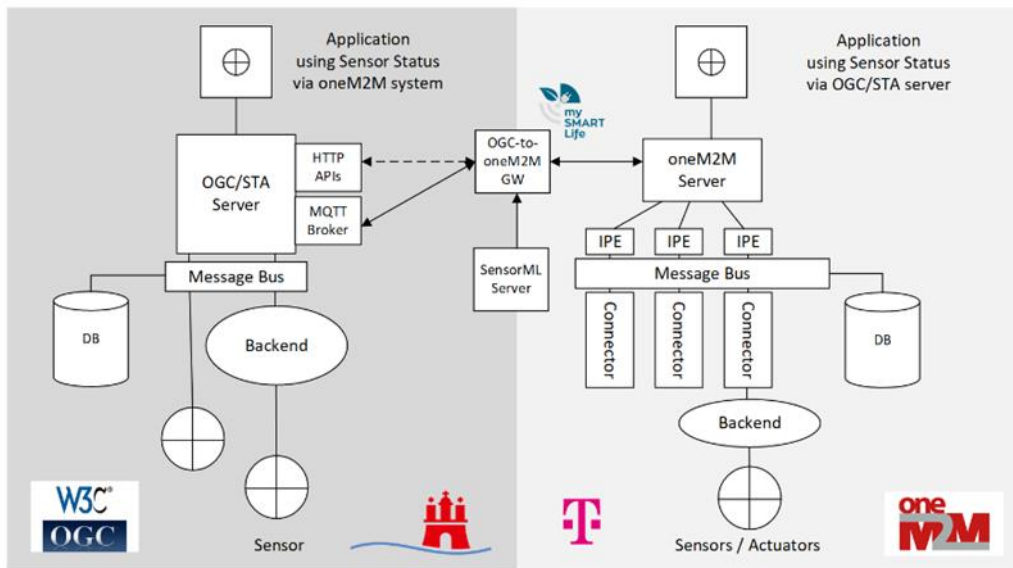 Application
using Sensor Status
via oneM2M system
Application
using Sensor Status
via OGC/STA server
my
SMART
Life
OGC/STA
Server
HTTP
APIs
MQTT
Broker
OGC-to-
oneM2M
GW
oneM2M
Server
SensorML
Server
IPE
IPE
IPE
Message Bus
Message Bus
DB
Backend
Connector
Connector
Connector
DB
Backend
W3C®
OGC
Sensor
T
Sensors / Actuators
one
M2M